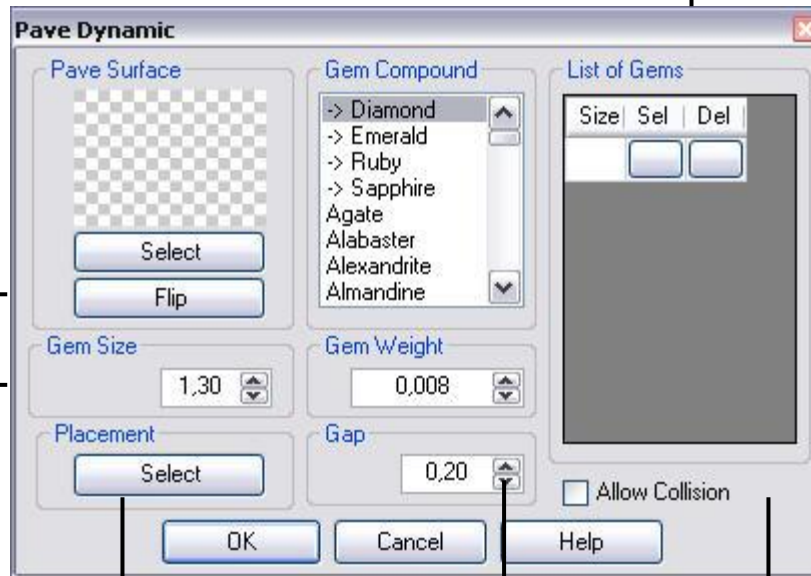 Pave Dynamic
Pave Surface
Select
Flip
Gem Compound
-> Diamond
-> Emerald
-> Ruby
-> Sapphire
Agate
Alabaster
Alexandrite
Almandine
List of Gems
Size Sel Del
Gem Size
1,30
Gem Weight
0,008
Placement
Select
Gap
0,20
Allow Collision
OK Cancel Help